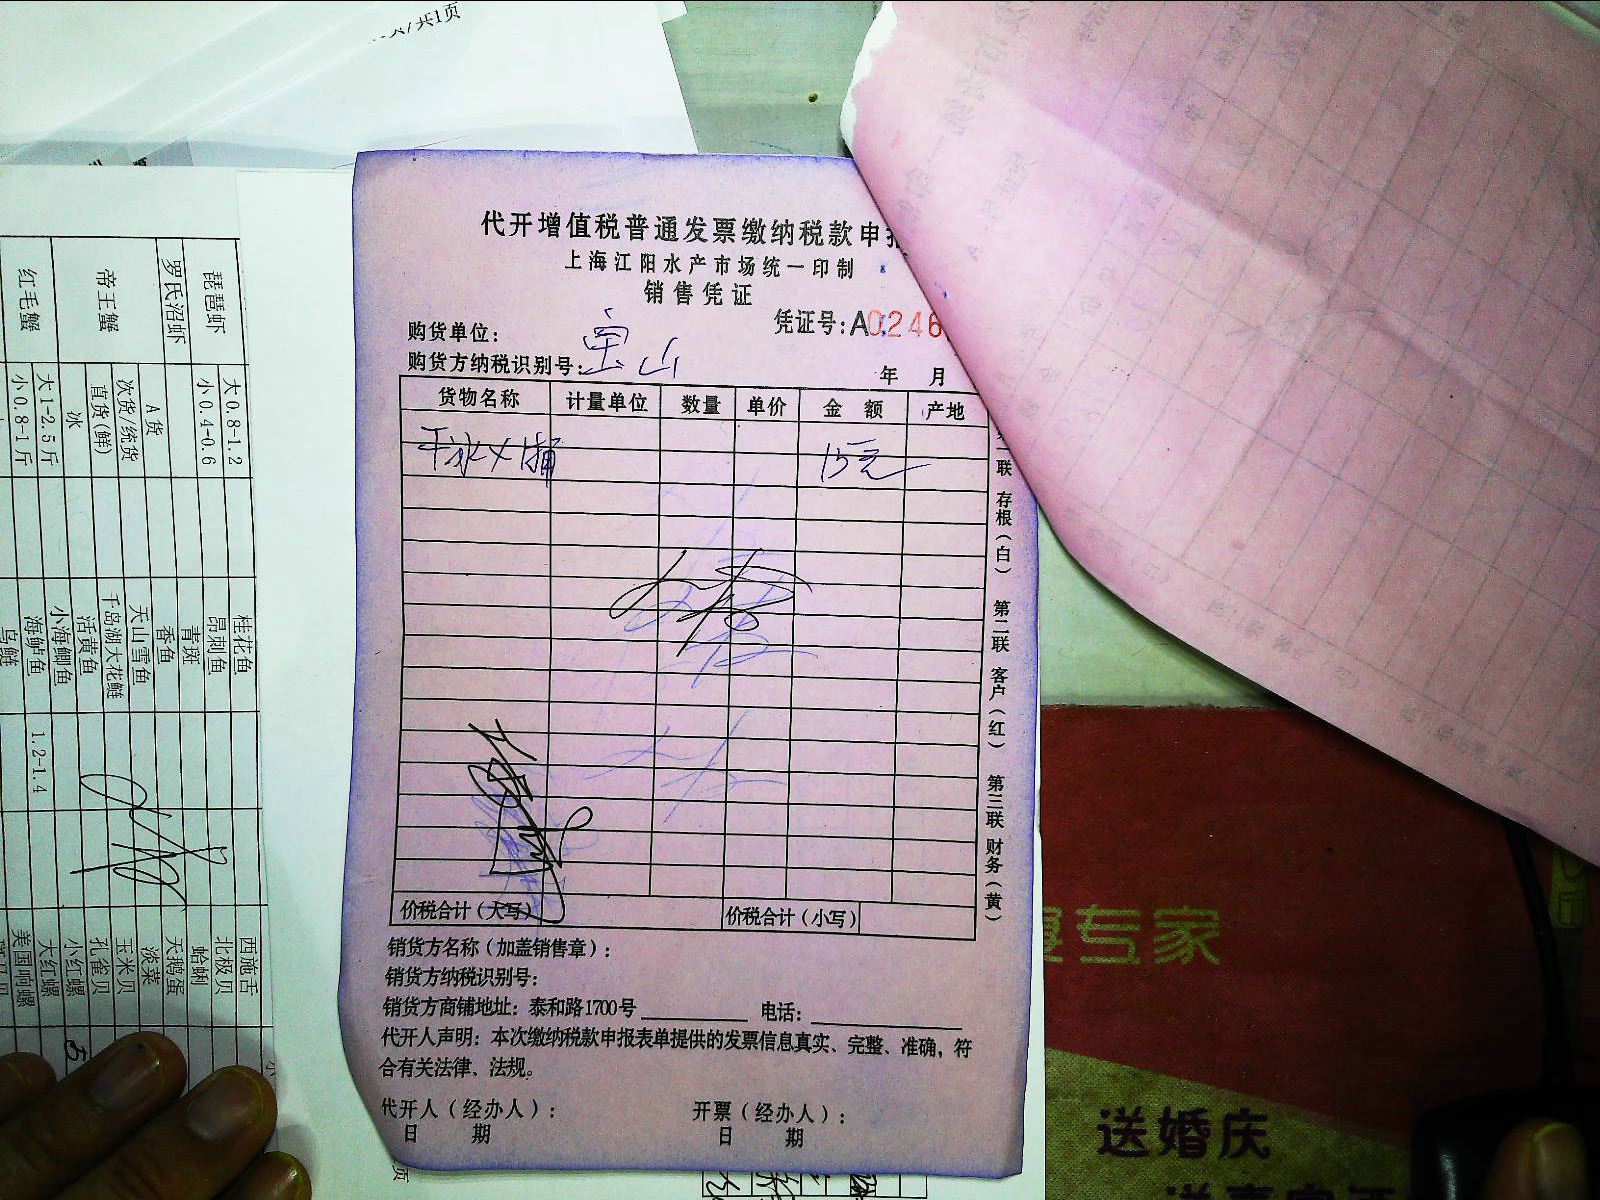 页/共1页
代开增值税普通发票缴纳税款申报
上海江阳水产市场统一印制
销售凭证
凭证号:A0246
购货单位: 宝山
购货方纳税识别号:
年 月
货物名称 计量单位 数量 单价 金 额 产地
干冰 15元
联 存根(白) 第二联 客户(红) 第三联 财务(黄)
价税合计(大写) 价税合计(小写)
销货方名称(加盖销售章):
销货方纳税识别号:
销货方商铺地址: 泰和路1700号 电话:
代开人声明: 本次缴纳税款申报表单提供的发票信息真实、完整、准确, 符
合有关法律、法规。
代开人(经办人): 开票(经办人):
日 期 日 期
琵琶虾 大0.8-1.2 小0.4-0.6
罗氏沼虾
帝王蟹 A货 次货/统货 直货(鲜) 冰
红毛蟹 大1-2.5斤 小0.8-1斤
桂花鱼
昂刺鱼
青斑
香鱼
天山雪鱼
千岛湖大花鲢
活黄鱼
小海鲫鱼
海鲈鱼 1.2-1.4
乌鲢
西施舌
北极贝
蛤蜊
天鹅蛋
淡菜
玉米贝
孔雀贝
小红螺
大红螺
美国响螺
专家
送婚庆
页